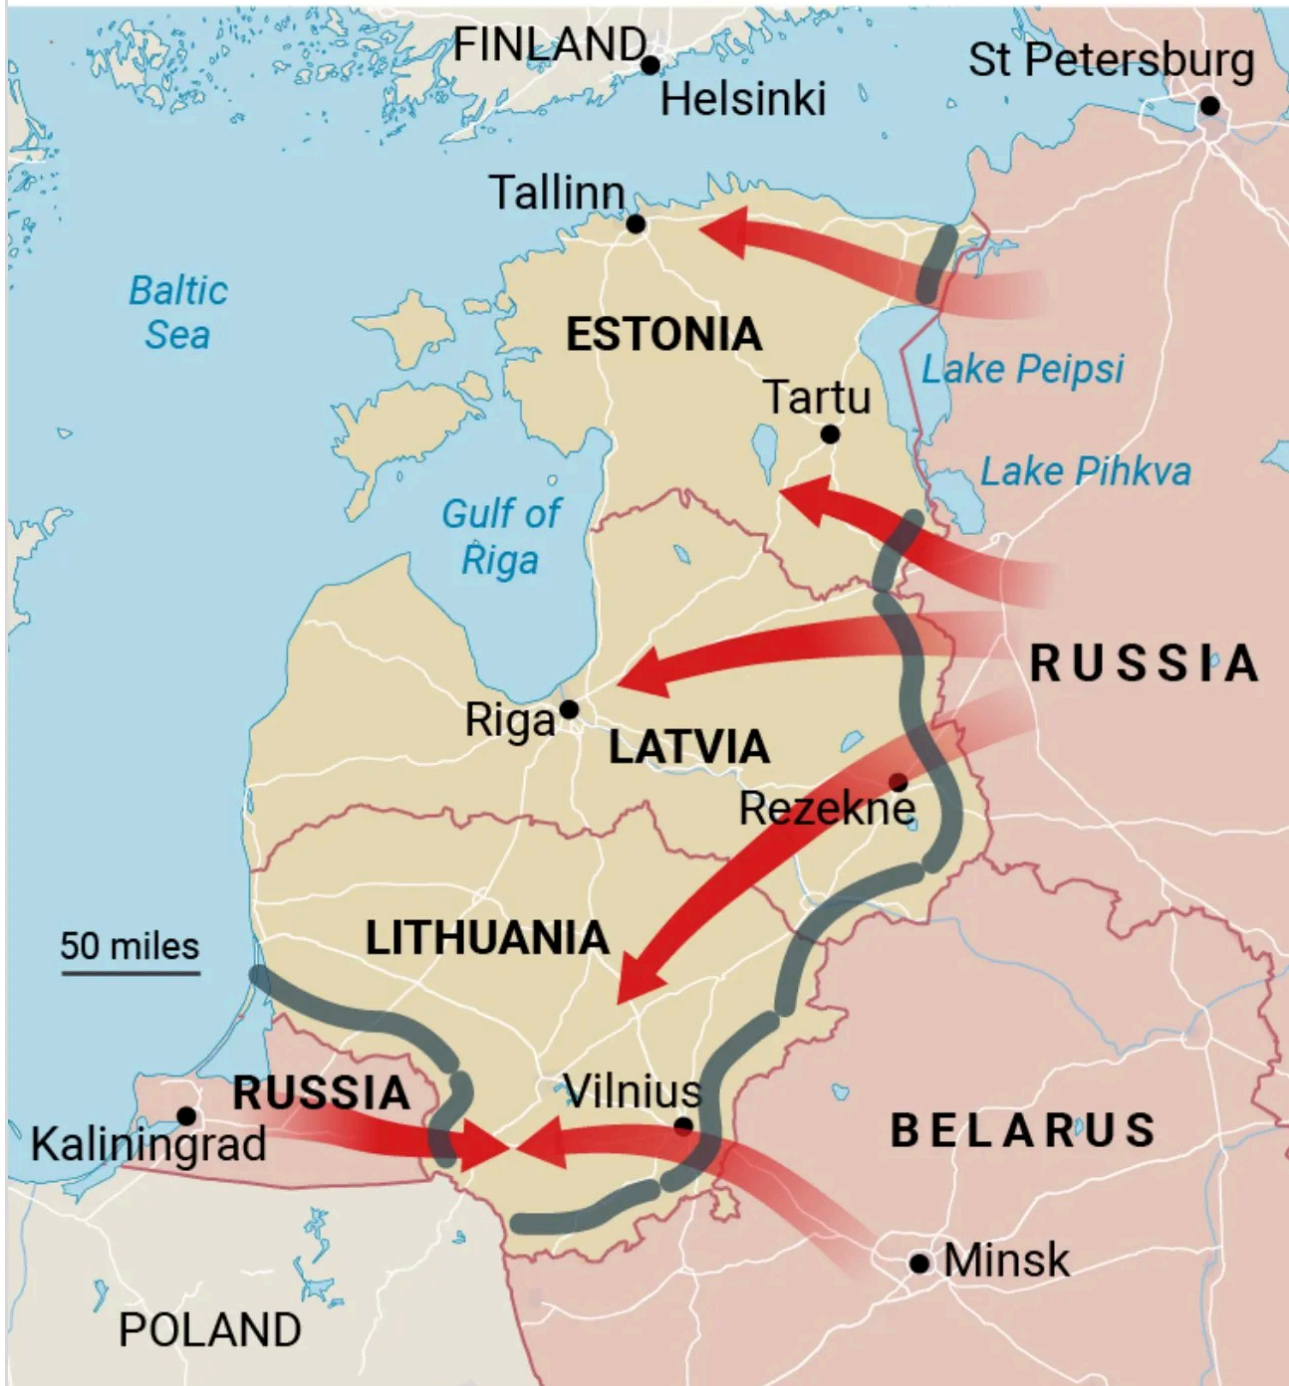 FINLAND
Helsinki
St Petersburg
Tallinn
Baltic
Sea
ESTONIA
Lake Peipsi
Tartu
Lake Pihkva
Gulf of
Riga
RUSSIA
Riga
LATVIA
Rezekne
LITHUANIA
50 miles
RUSSIA
Vilnius
Kaliningrad
BELARUS
Minsk
POLAND